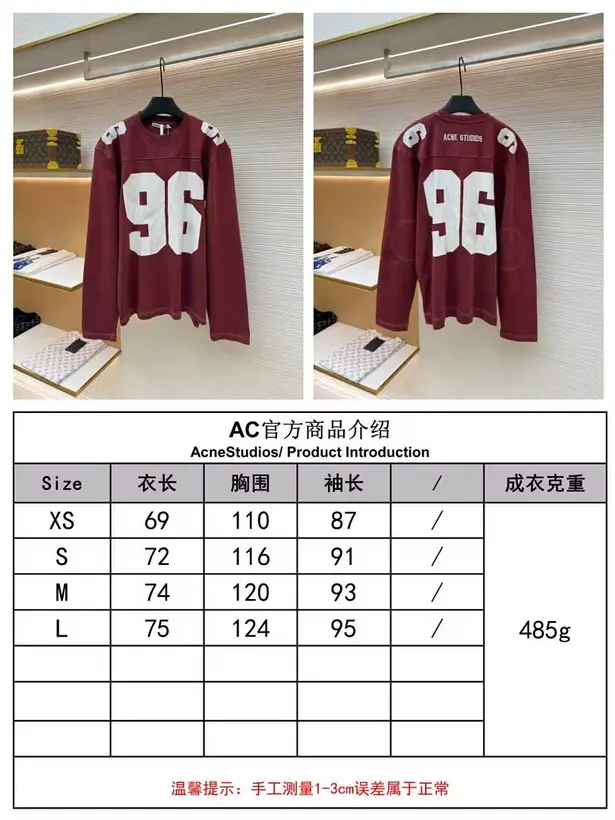 96
96
96
9
ACNE STUDIOS
9
96
AC官方商品介绍
AcneStudios/ Product Introduction
Size 衣长 胸围 袖长 / 成衣克重
XS 69 110 87 /
S 72 116 91 /
M 74 120 93 /
L 75 124 95 /
485g
温馨提示：手工测量1-3cm误差属于正常